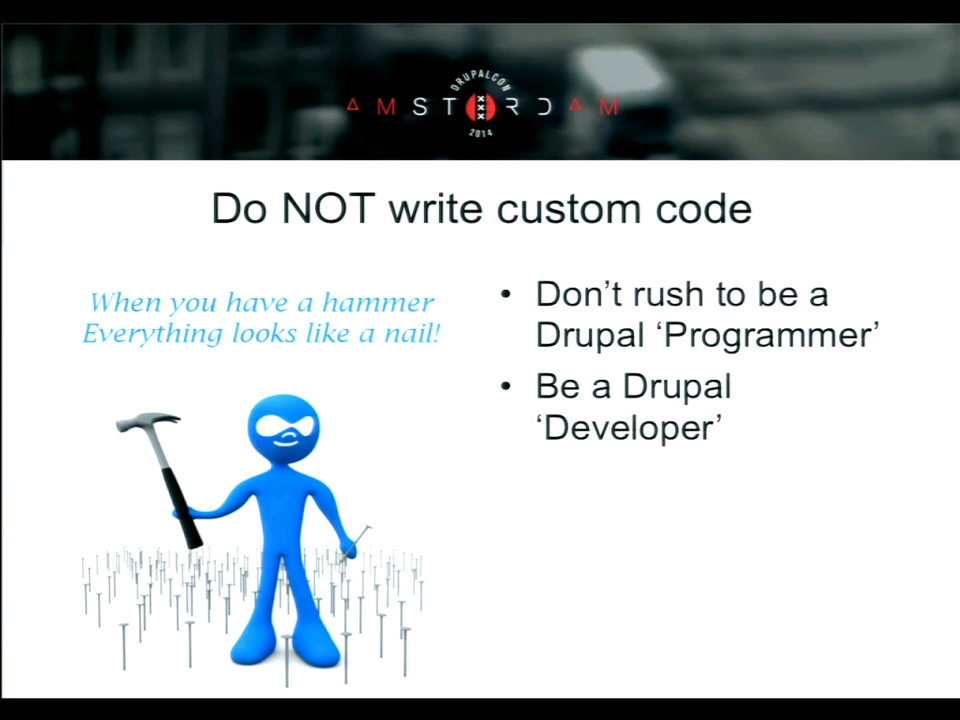 DRUPALCON
AMSTERDAM
2014
Do NOT write custom code
When you have a hammer
Everything looks like a nail!
• Don’t rush to be a
Drupal ‘Programmer’
• Be a Drupal
‘Developer’